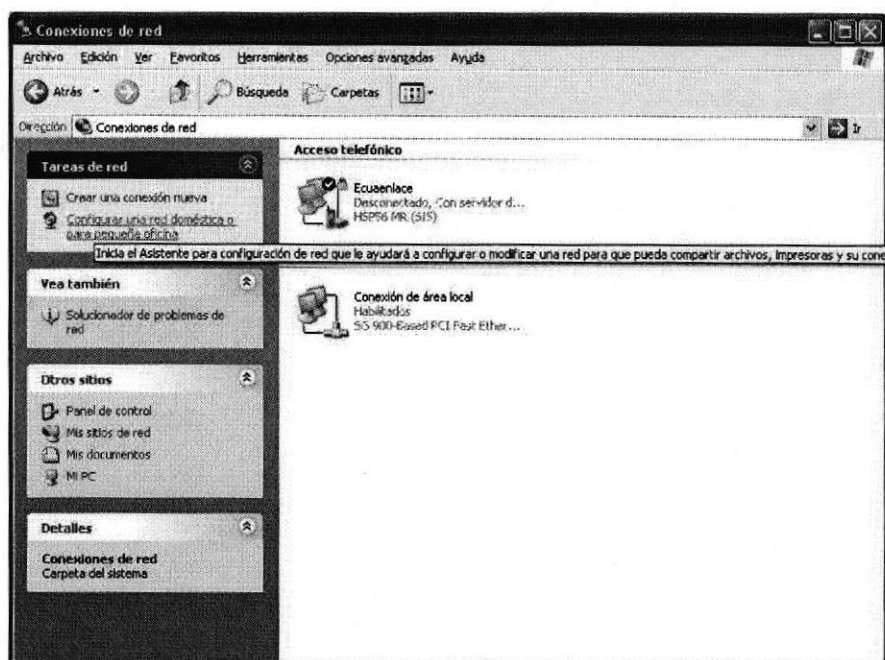 Conexiones de red
Archivo Edición Ver Favoritos Herramientas Opciones avanzadas Ayuda
Atrás Búsqueda Carpetas
Dirección Conexiones de red Ir
Tareas de red
Crear una conexión nueva
Configurar una red doméstica o
para pequeña oficina
Acceso telefónico
Ecuaenlace
Desconectado, Con servidor d...
HSP56 MR (SIS)
Inicia el Asistente para configuración de red que le ayudará a configurar o modificar una red para que pueda compartir archivos, impresoras y su cone
Vea también
Solucionador de problemas de
red
Conexión de área local
Habilitados
SiS 900-Based PCI Fast Ether...
Otros sitios
Panel de control
Mis sitios de red
Mis documentos
Mi PC
Detalles
Conexiones de red
Carpeta del sistema